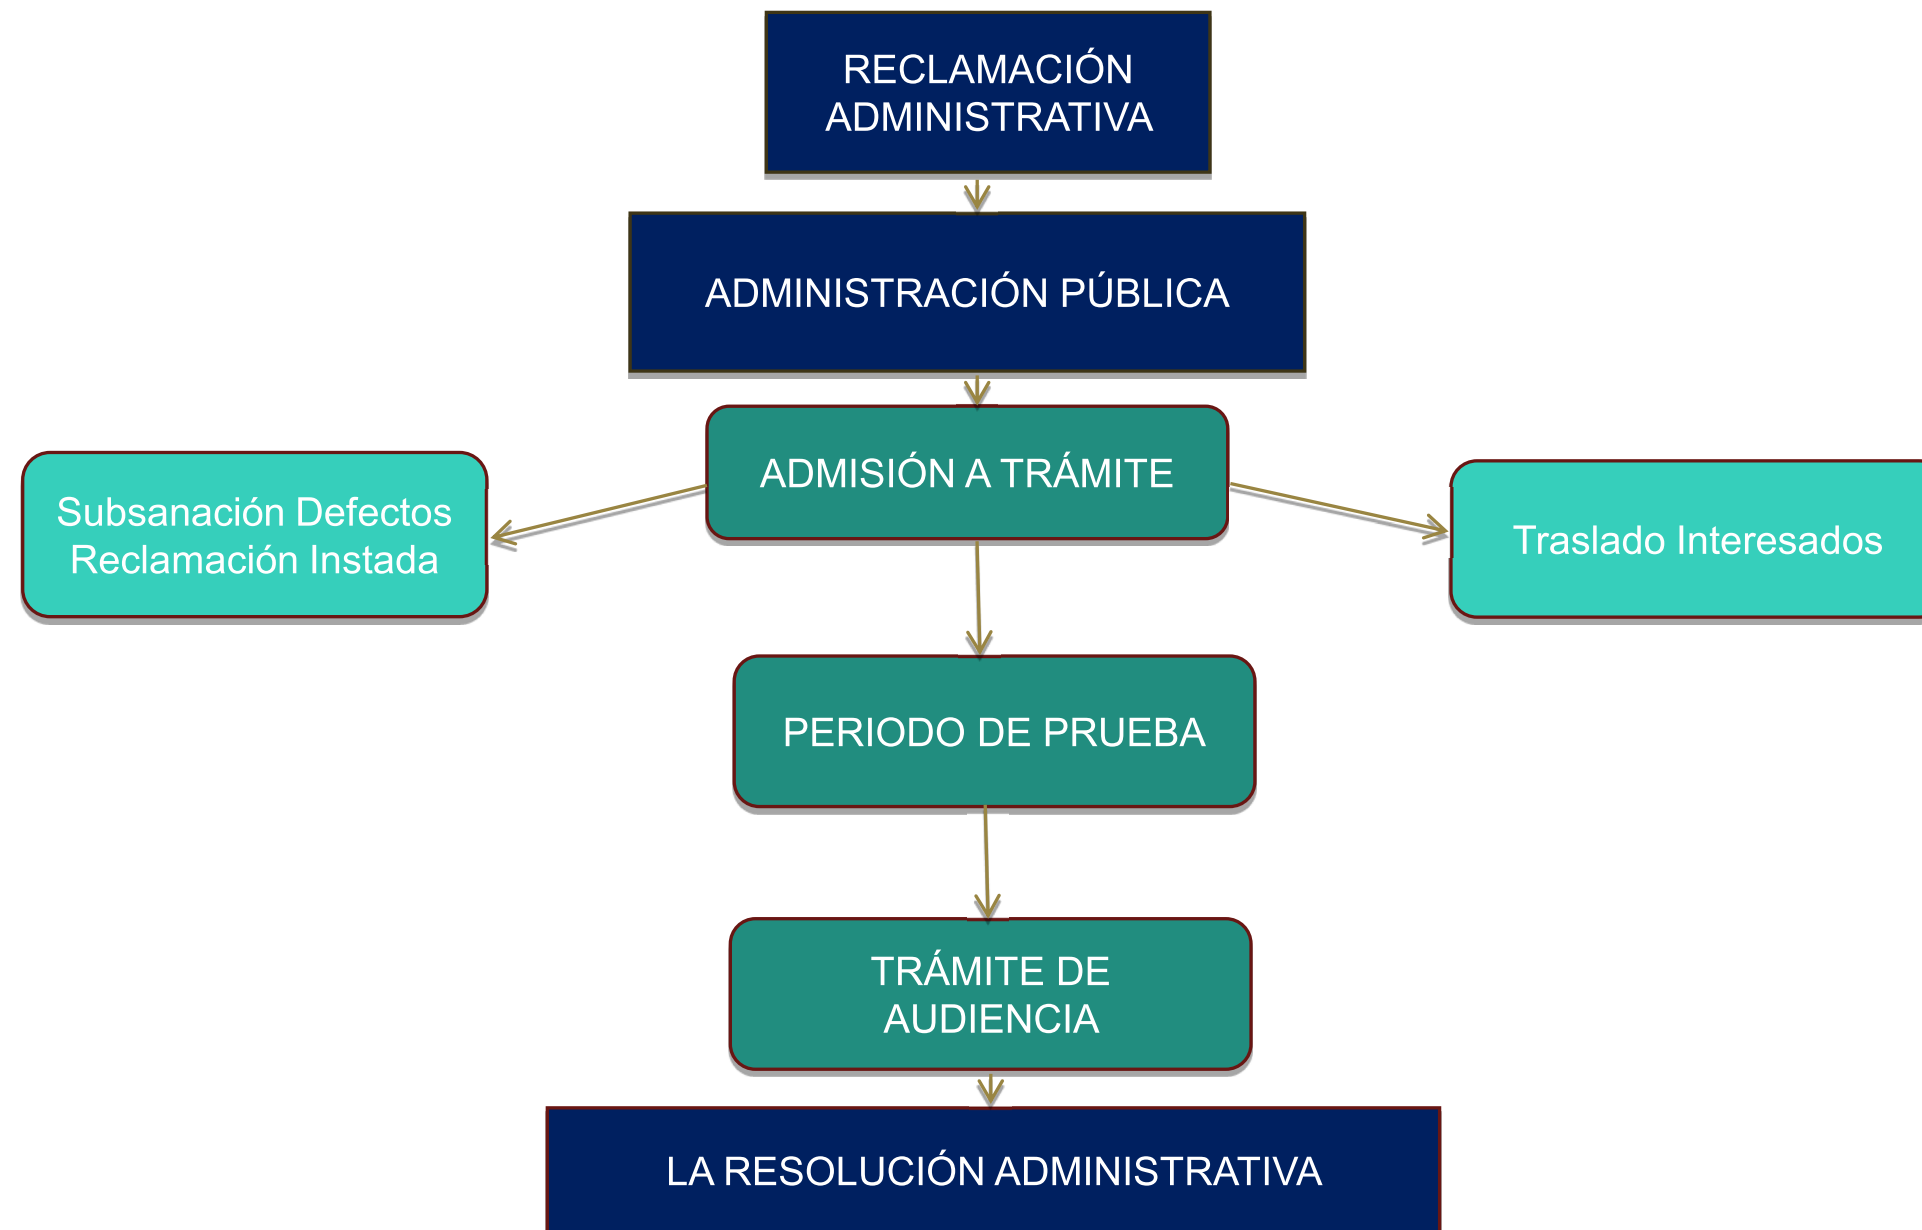 RECLAMACIÓN
ADMINISTRATIVA
ADMINISTRACIÓN PÚBLICA
ADMISIÓN A TRÁMITE
Subsanación Defectos
Reclamación Instada
Traslado Interesados
PERIODO DE PRUEBA
TRÁMITE DE
AUDIENCIA
LA RESOLUCIÓN ADMINISTRATIVA